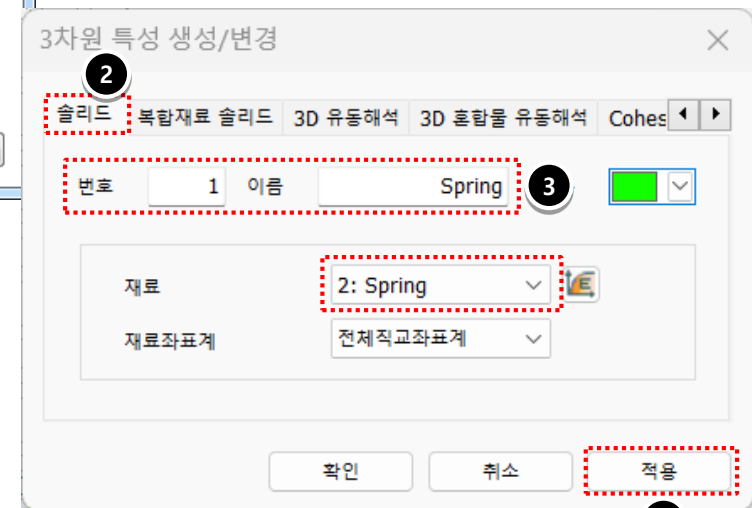 3차원 특성 생성/변경
2
솔리드 복합재료 솔리드 3D 유동해석 3D 혼합물 유동해석 Cohes
번호 1 이름 Spring 3
재료 2: Spring E
재료좌표계 전체직교좌표계
확인 취소 적용